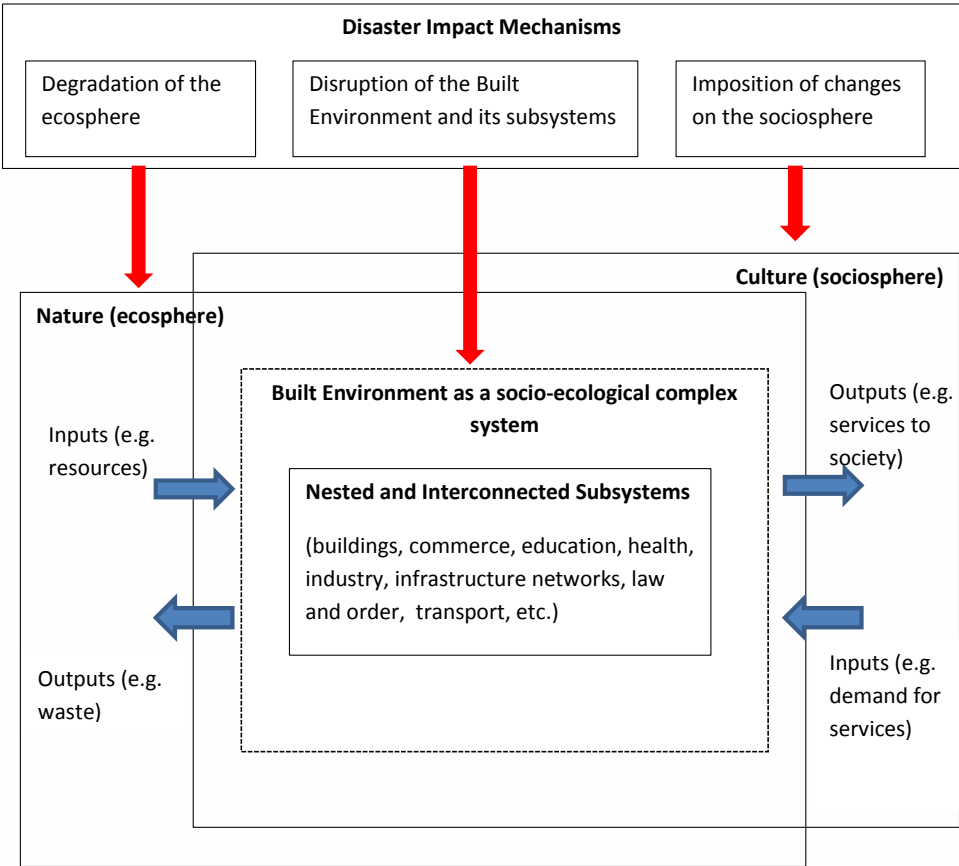 Disaster Impact Mechanisms
Degradation of the
ecosphere
Disruption of the Built
Environment and its subsystems
Imposition of changes
on the sociosphere
Culture (sociosphere)
Nature (ecosphere)
Built Environment as a socio-ecological complex
system
Inputs (e.g.
resources)
Outputs (e.g.
services to
society)
Nested and Interconnected Subsystems
(buildings, commerce, education, health,
industry, infrastructure networks, law
and order, transport, etc.)
Outputs (e.g.
waste)
Inputs (e.g.
demand for
services)